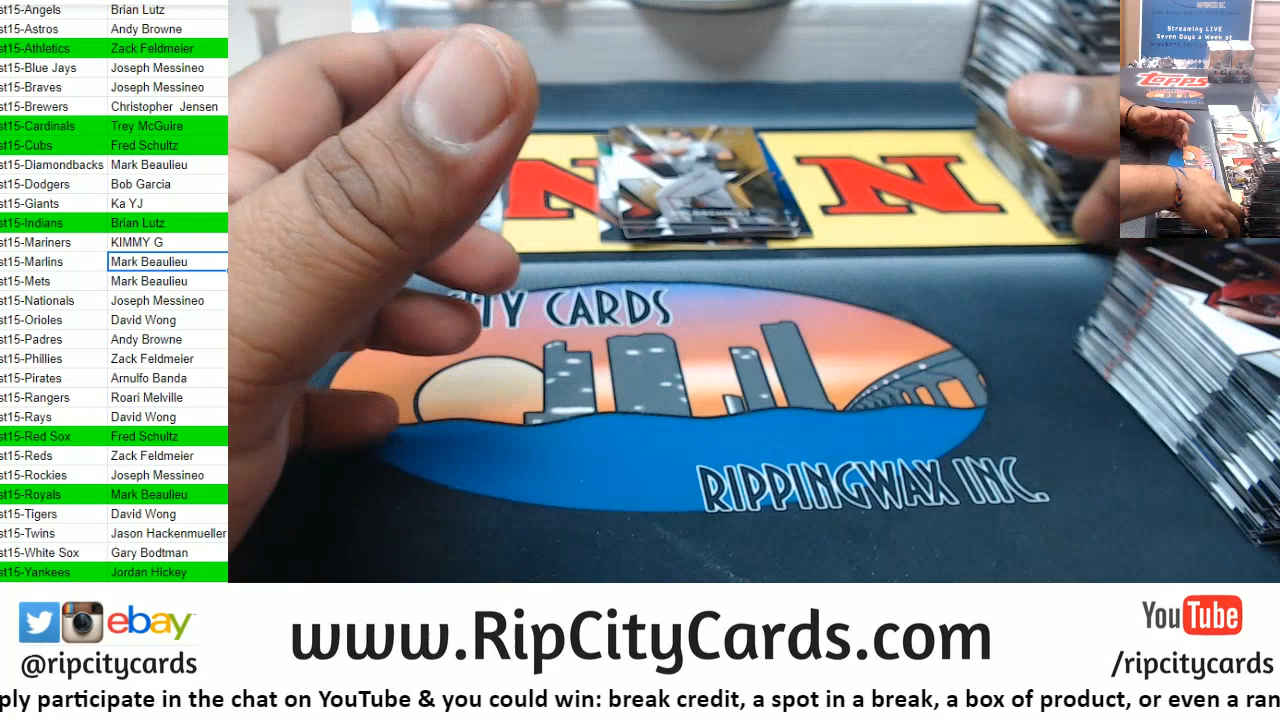 st15-Angels Brian Lutz
st15-Astros Andy Browne
st15-Athletics Zack Feldmeier
st15-Blue Jays Joseph Messineo
st15-Braves Joseph Messineo
st15-Brewers Christopher Jensen
st15-Cardinals Trey McGuire
st15-Cubs Fred Schultz
st15-Diamondbacks Mark Beaulieu
st15-Dodgers Bob Garcia
st15-Giants Ka YJ
st15-Indians Brian Lutz
st15-Mariners KIMMY G
st15-Marlins Mark Beaulieu
st15-Mets Mark Beaulieu
st15-Nationals Joseph Messineo
st15-Orioles David Wong
st15-Padres Andy Browne
st15-Phillies Zack Feldmeier
st15-Pirates Arnulfo Banda
st15-Rangers Roari Melville
st15-Rays David Wong
st15-Red Sox Fred Schultz
st15-Reds Zack Feldmeier
st15-Rockies Joseph Messineo
st15-Royals Mark Beaulieu
st15-Tigers David Wong
st15-Twins Jason Hackenmueller
st15-White Sox Gary Bodtman
st15-Yankees Jordan Hickey
N N
CITY CARDS
RIPPINGWAX INC.
Streaming LIVE
Seven Days a Week at
Topps
ebay
@ripcitycards
www.RipCityCards.com
YouTube
/ripcitycards
ply participate in the chat on YouTube & you could win: break credit, a spot in a break, a box of product, or even a ran